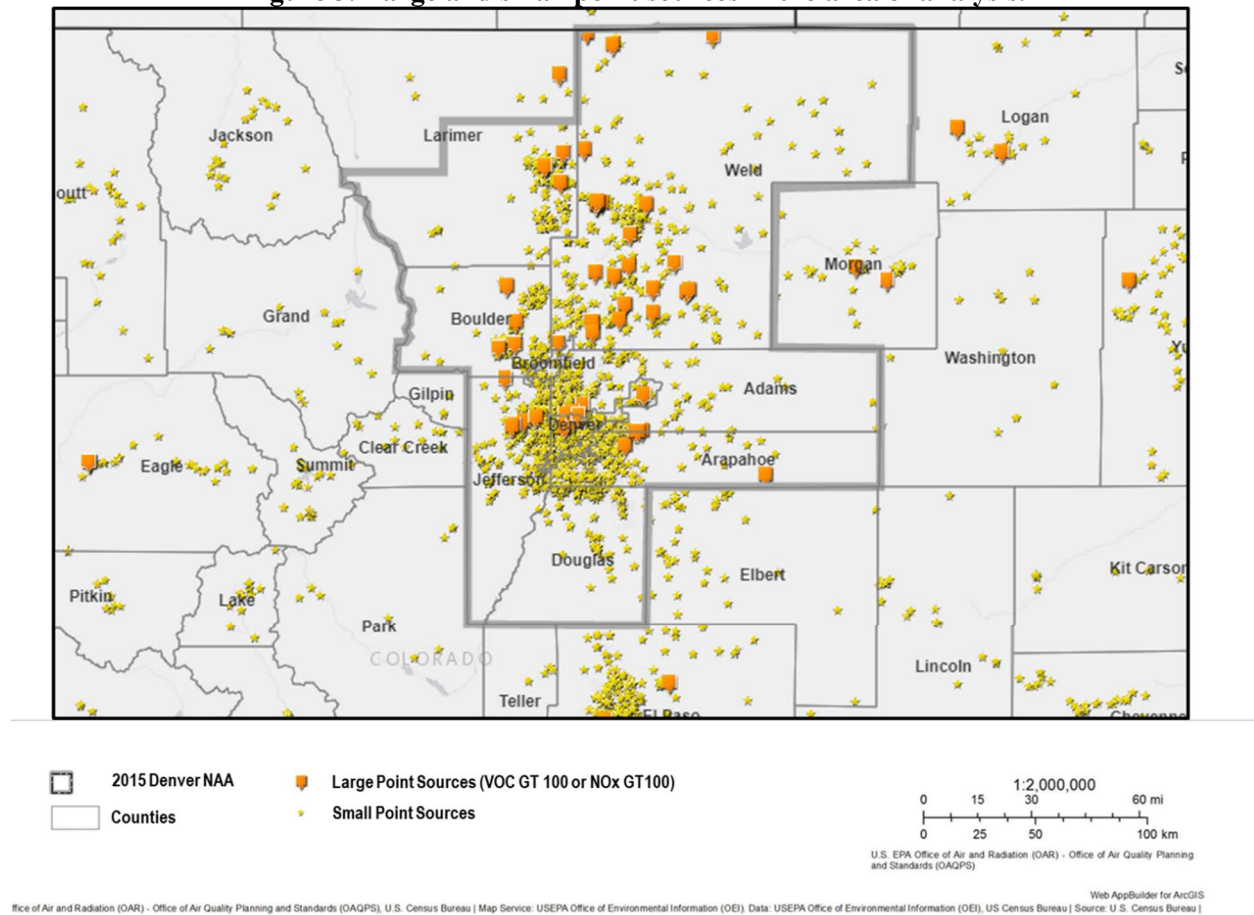 Jackson
Larimer
Logan
Weld
outt
Morgan
Grand
Boulder
Broomfield
Washington
Yu
Adams
Gilpin
Denver
Clear Creek
Eagle
Summit
Arapahoe
Jefferson
Douglas
Elbert
Kit Carson
Pitkin
Lake
Park
COLORADO
Lincoln
Teller
El Paso
Cheyenne
2015 Denver NAA
Large Point Sources (VOC GT 100 or NOx GT100)
Counties
Small Point Sources
1:2,000,000
0 15 30 60 mi
0 25 50 100 km
U.S. EPA Office of Air and Radiation (OAR) - Office of Air Quality Planning
and Standards (OAQPS)
Web AppBuilder for ArcGIS
ffice of Air and Radiation (OAR) - Office of Air Quality Planning and Standards (OAQPS), U.S. Census Bureau | Map Service: USEPA Office of Environmental Information (OEI). Data: USEPA Office of Environmental Information (OEI), US Census Bureau | Source: U.S. Census Bureau |